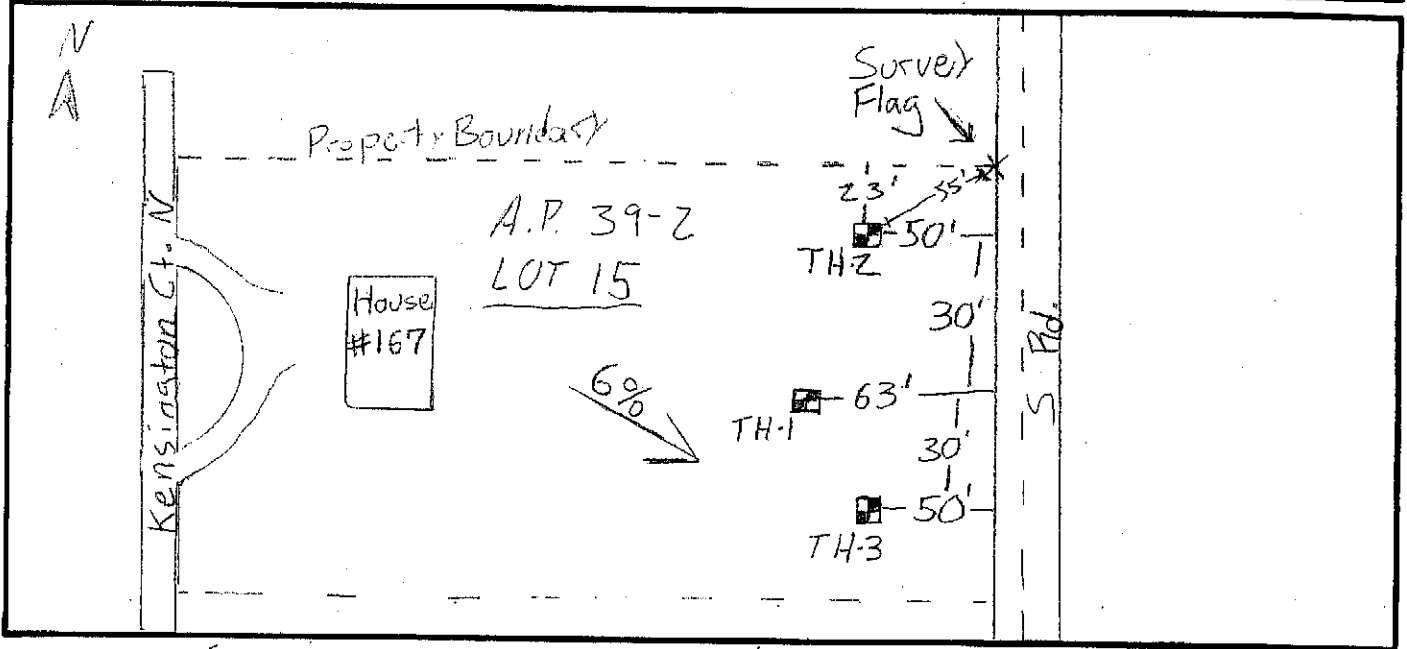 N
Survey
Flag
Property Boundary
23'
55'
A.P. 39-2
LOT 15
50'
TH-2
House
#167
30'
Kensington Ct. N
S Rd.
6%
63'
TH-1
30'
50'
TH-3